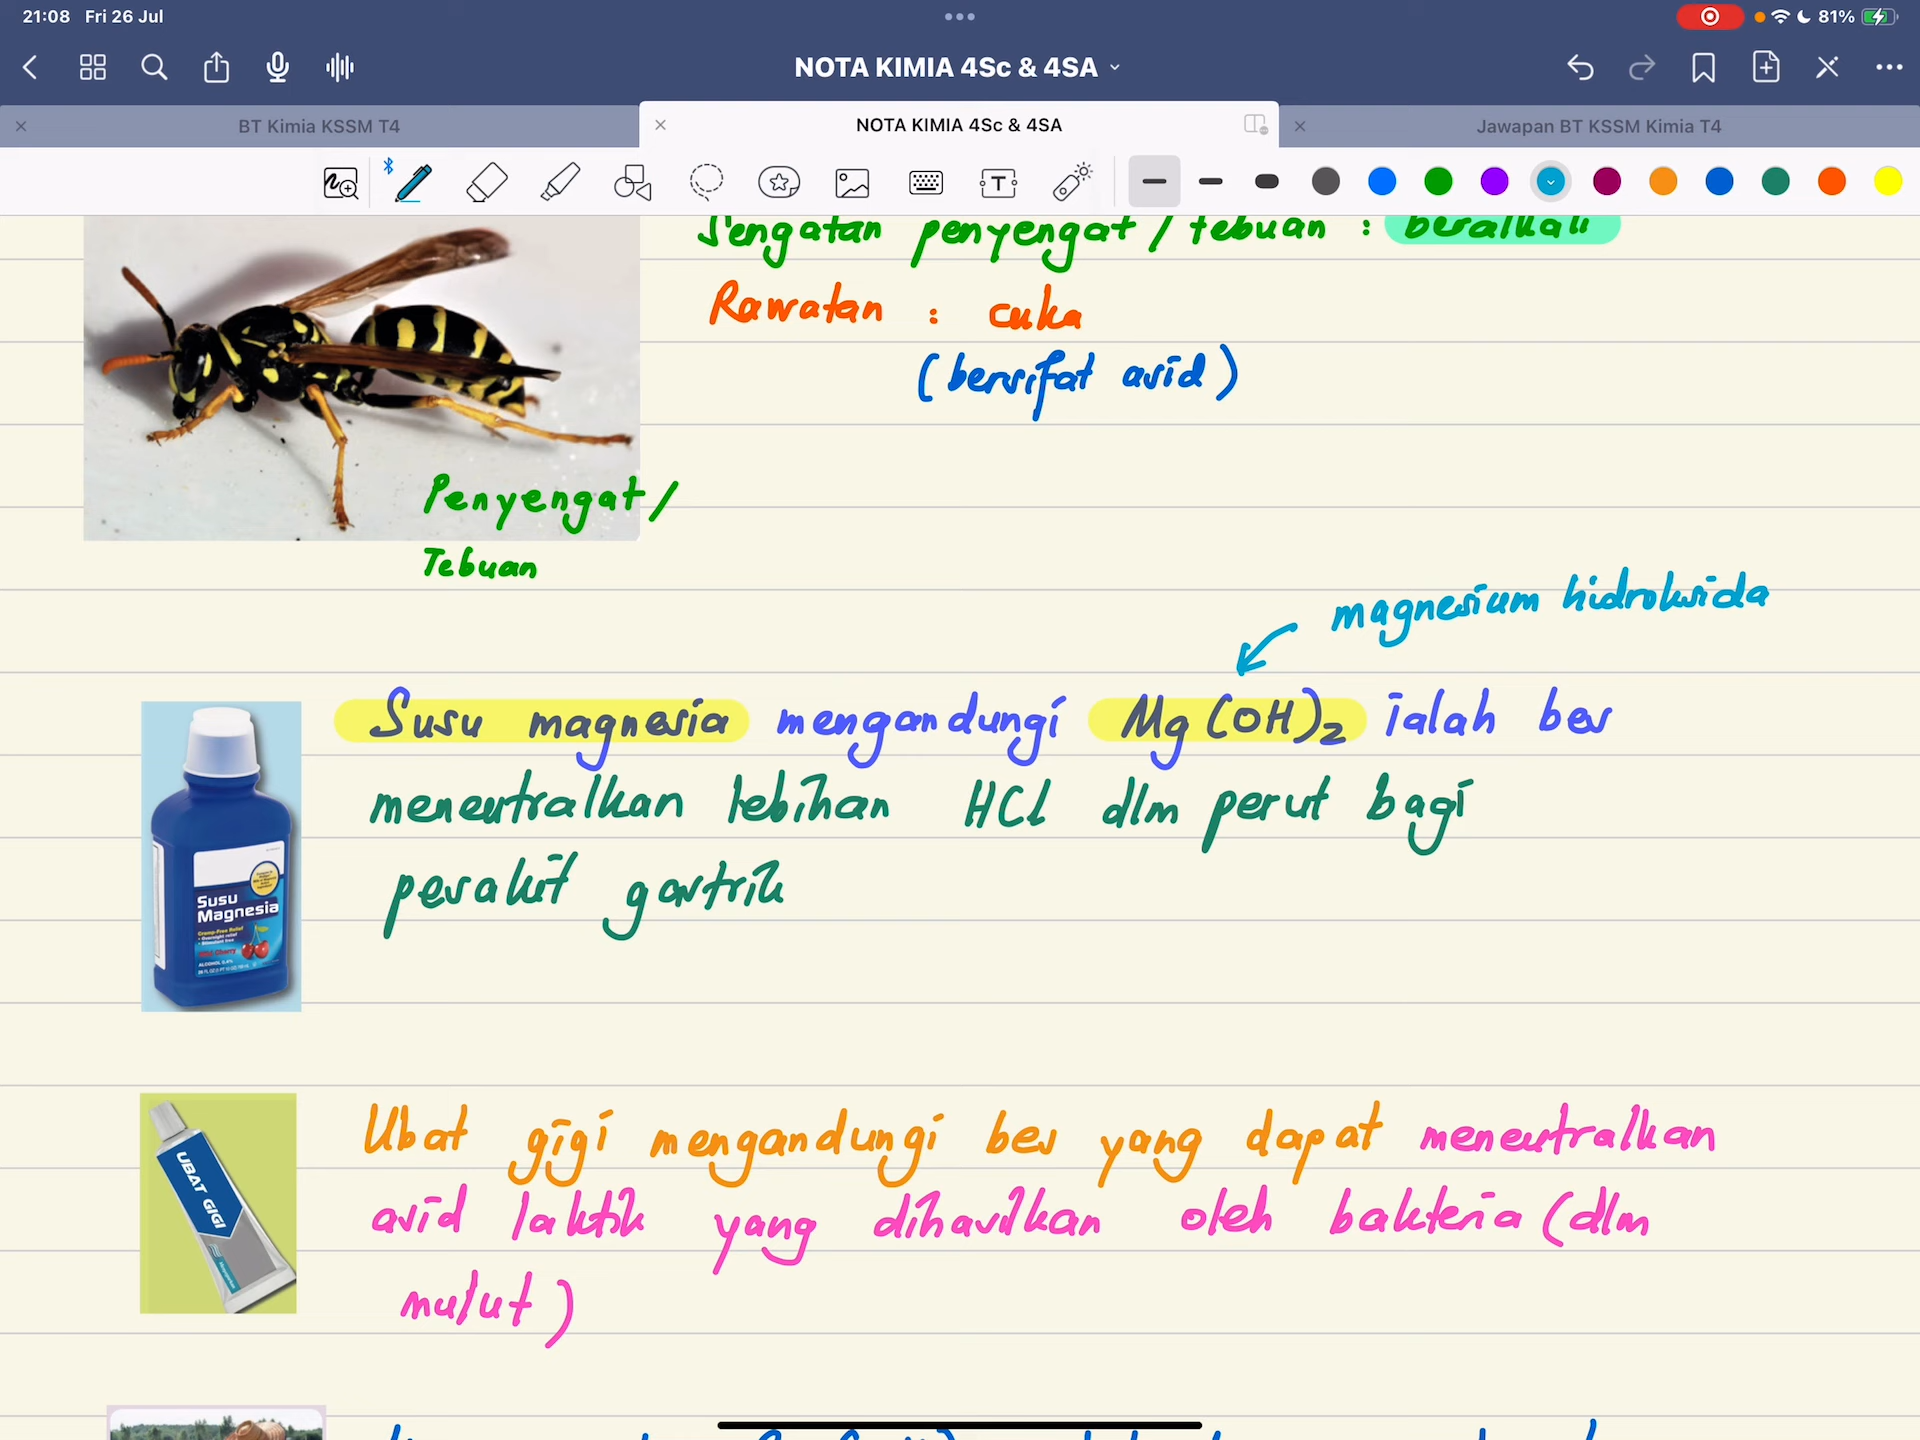 21:08 Fri 26 Jul
81%
NOTA KIMIA 4Sc & 4SA
BT Kimia KSSM T4
NOTA KIMIA 4Sc & 4SA
Jawapan BT KSSM Kimia T4
T
Sengatan penyengat / tebuan : beralkali
Rawatan : cuka
(bersifat asid)
Penyengat /
Tebuan
magnesium hidroksida
Susu magnesia mengandungi Mg(OH)₂ ialah bes
meneutralkan lebihan HCl dlm perut bagi
pesakit gastrik
Susu
Magnesia
Ubat gigi mengandungi bes yang dapat meneutralkan
asid laktik yang dihasilkan oleh bakteria (dlm
mulut)
UBAT GIGI